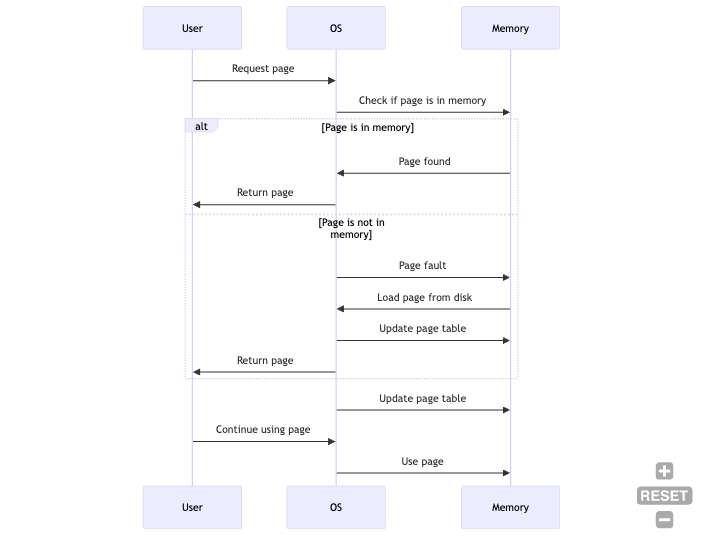 User
OS
Memory
Request page
Check if page is in memory
alt
[Page is in memory]
Page found
Return page
[Page is not in
memory]
Page fault
Load page from disk
Update page table
Return page
Update page table
Continue using page
Use page
User
OS
Memory
RESET